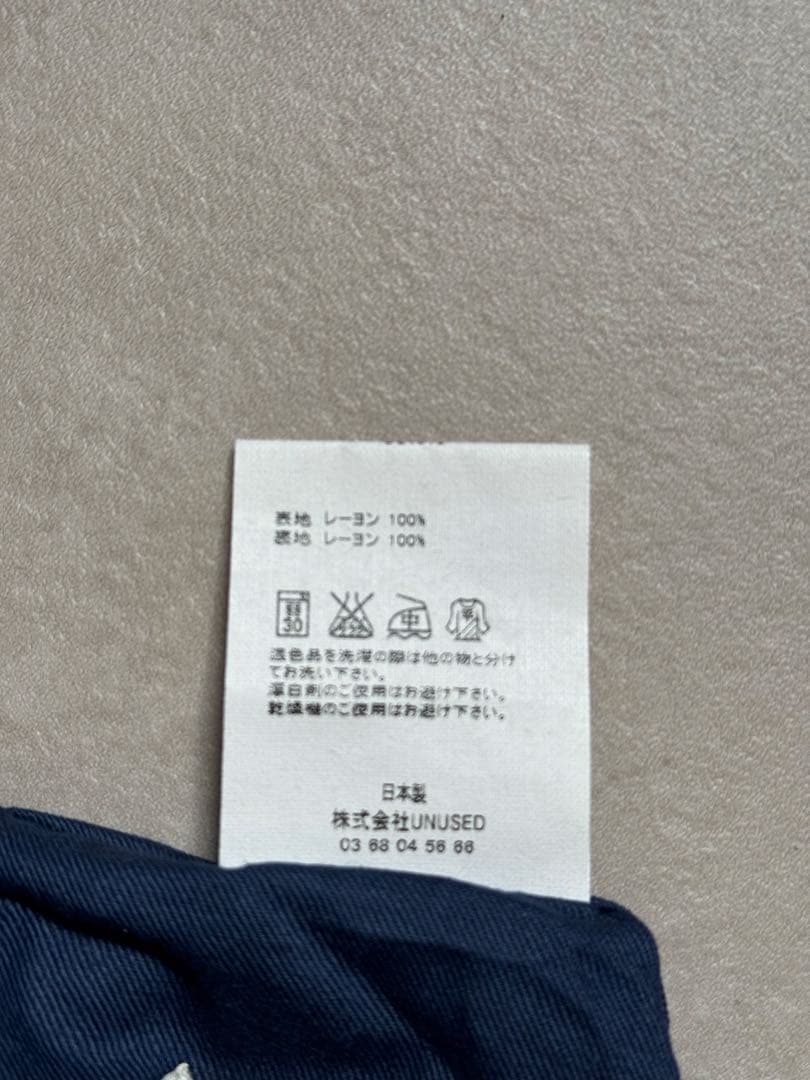 表地 レーヨン 100%
裏地 レーヨン 100%
30
中
濃色品を洗濯の際は他の物と分け
てお洗い下さい。
漂白剤のご使用はお避け下さい。
乾燥機のご使用はお避け下さい。
日本製
株式会社UNUSED
03 68 04 56 66